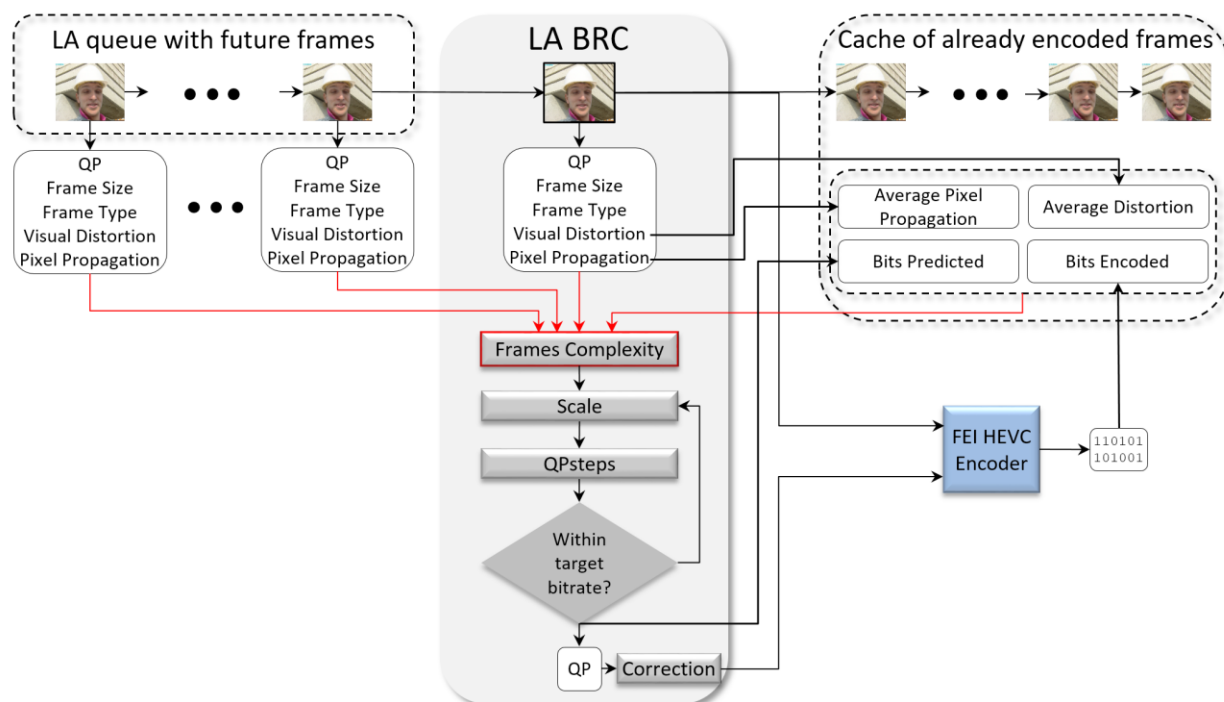 LA queue with future frames
LA BRC
Cache of already encoded frames
QP
Frame Size
Frame Type
Visual Distortion
Pixel Propagation
QP
Frame Size
Frame Type
Visual Distortion
Pixel Propagation
QP
Frame Size
Frame Type
Visual Distortion
Pixel Propagation
Average Pixel
Propagation
Average Distortion
Bits Predicted
Bits Encoded
Frames Complexity
Scale
QPsteps
Within
target
bitrate?
QP
Correction
FEI HEVC
Encoder
110101
101001